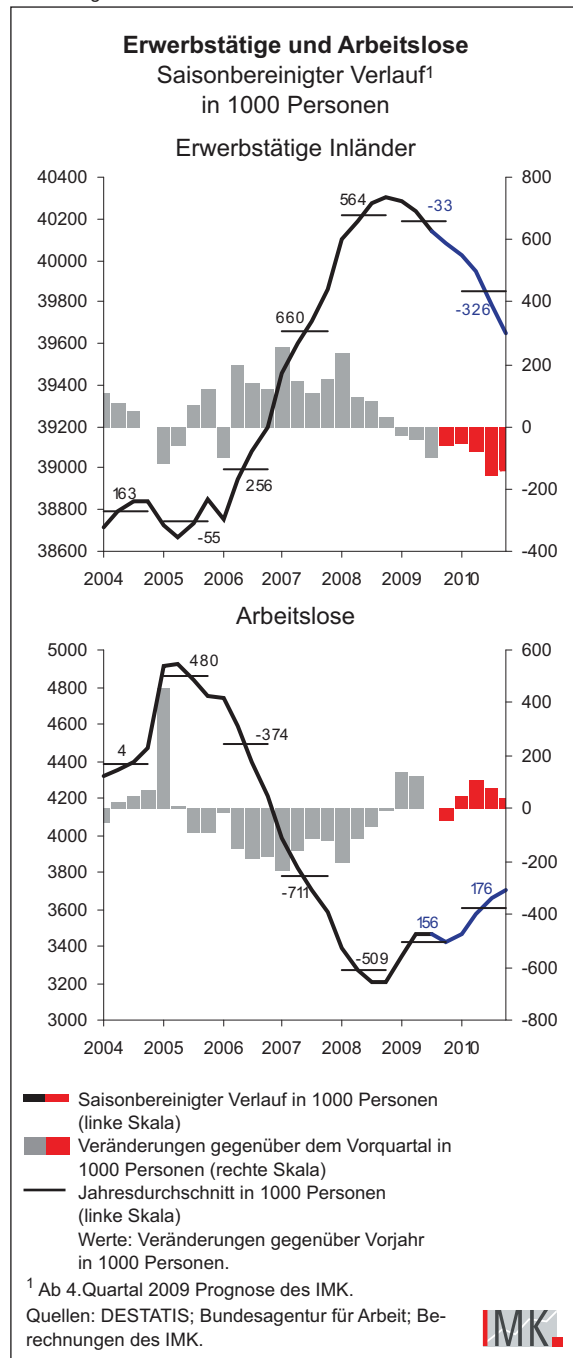 Erwerbstätige und Arbeitslose
Saisonbereinigter Verlauf¹
in 1000 Personen
Erwerbstätige Inländer
40400
40200
40000
39800
39600
39400
39200
39000
38800
38600
800
600
400
200
0
-200
-400
163
-55
256
660
564
-33
-326
2004 2005 2006 2007 2008 2009 2010
Arbeitslose
5000
4800
4600
4400
4200
4000
3800
3600
3400
3200
3000
600
400
200
0
-200
-400
-600
-800
4
480
-374
-711
-509
156
176
2004 2005 2006 2007 2008 2009 2010
Saisonbereinigter Verlauf in 1000 Personen
(linke Skala)
Veränderungen gegenüber dem Vorquartal in
1000 Personen (rechte Skala)
Jahresdurchschnitt in 1000 Personen
(linke Skala)
Werte: Veränderungen gegenüber Vorjahr
in 1000 Personen.
¹ Ab 4.Quartal 2009 Prognose des IMK.
Quellen: DESTATIS; Bundesagentur für Arbeit; Be-
rechnungen des IMK.
IMK